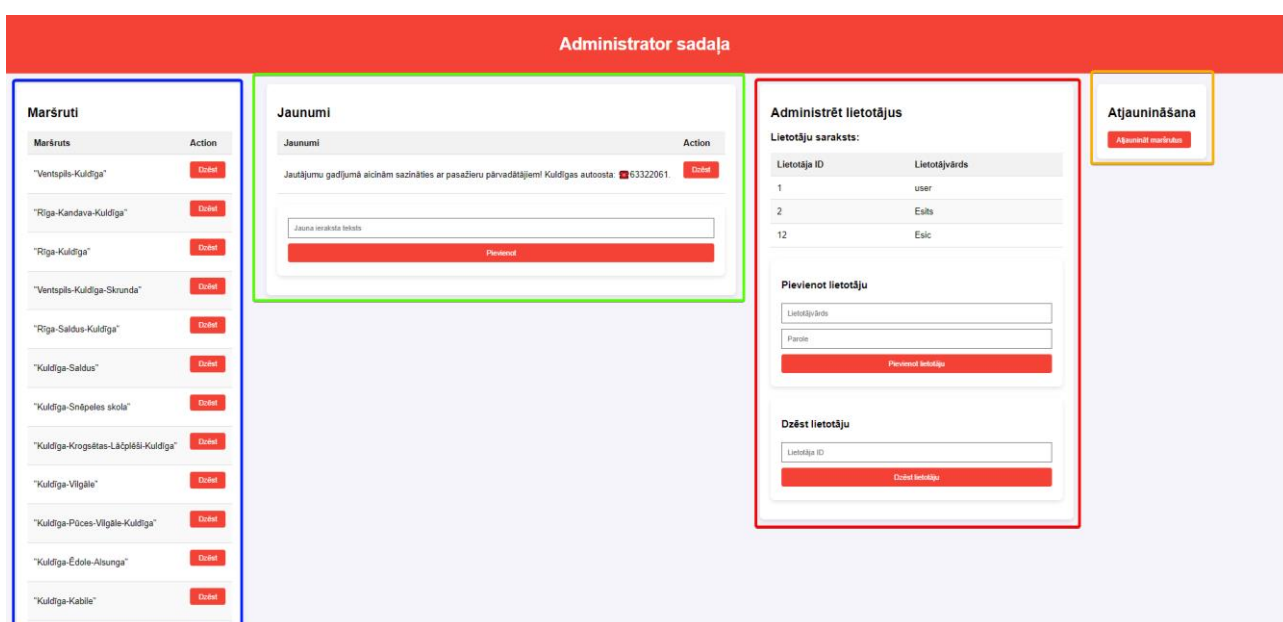 Administrator sadaļa
Maršruti
Maršruts Action
"Ventspils-Kuldīga" Dzēst
"Rīga-Kandava-Kuldīga" Dzēst
"Rīga-Kuldīga" Dzēst
"Ventspils-Kuldīga-Skrunda" Dzēst
"Rīga-Saldus-Kuldīga" Dzēst
"Kuldīga-Saldus" Dzēst
"Kuldīga-Snēpeles skola" Dzēst
"Kuldīga-Krogsētas-Lāčplēši-Kuldīga" Dzēst
"Kuldīga-Vilgāle" Dzēst
"Kuldīga-Pūces-Vilgāle-Kuldīga" Dzēst
"Kuldīga-Ēdole-Alsunga" Dzēst
"Kuldīga-Kabile" Dzēst
Jaunumi
Jaunumi Action
Jautājumu gadījumā aicinām sazināties ar pasažieru pārvadātājiem! Kuldīgas autoosta: ☎63322061. Dzēst
Jauna ieraksta teksts
Pievienot
Administrēt lietotājus
Lietotāju saraksts:
Lietotāja ID Lietotājvārds
1 user
2 Esits
12 Esic
Pievienot lietotāju
Lietotājvārds
Parole
Pievienot lietotāju
Dzēst lietotāju
Lietotāja ID
Dzēst lietotāju
Atjaunināšana
Atjaunināt maršrutus